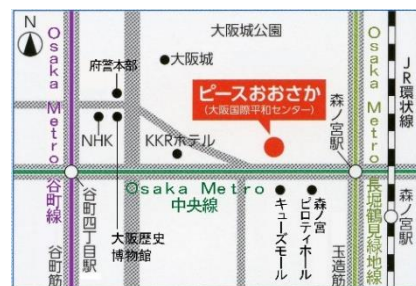 N
大阪城公園
Osaka Metro
谷町線
府警本部
大阪城
ピースおおさか
(大阪国際平和センター)
NHK
KKRホテル
森ノ宮駅
Osaka Metro
長堀鶴見緑地線
JR環状線
森ノ宮駅
Osaka Metro
中央線
谷町四丁目駅
谷町筋
大阪歴史
博物館
キューズモール
森ノ宮
ピロティホール
玉造筋